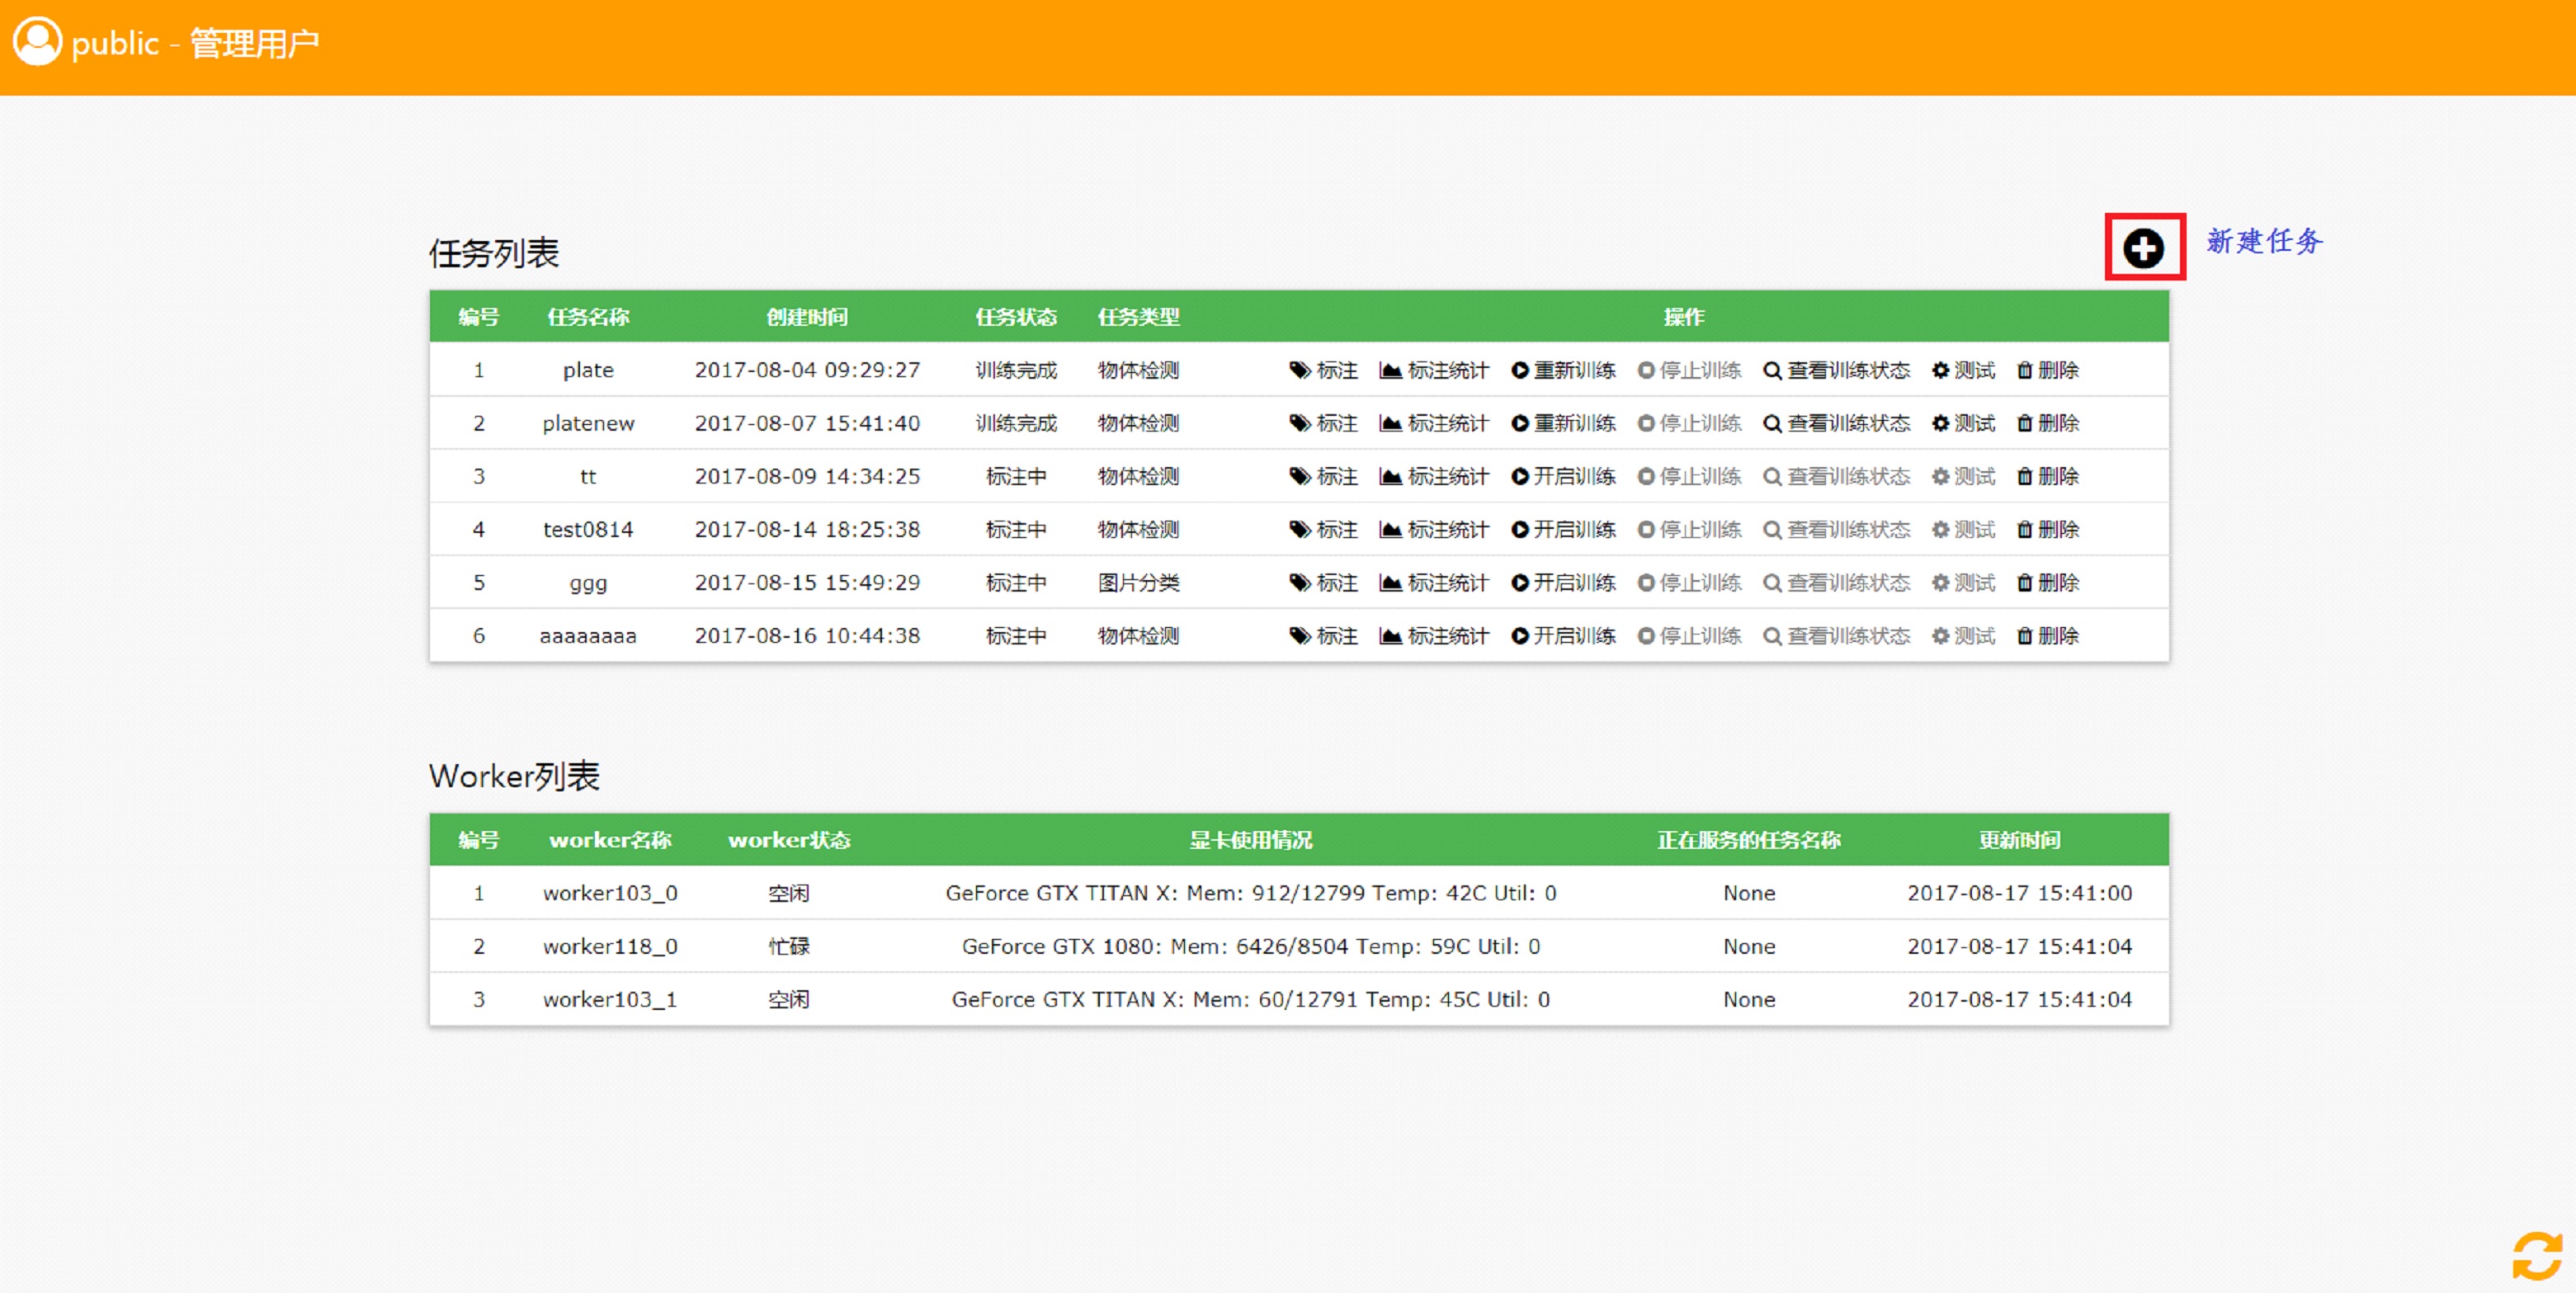 public - 管理用户
任务列表
新建任务
编号 任务名称 创建时间 任务状态 任务类型 操作
1 plate 2017-08-04 09:29:27 训练完成 物体检测 标注 标注统计 重新训练 停止训练 查看训练状态 测试 删除
2 platenew 2017-08-07 15:41:40 训练完成 物体检测 标注 标注统计 重新训练 停止训练 查看训练状态 测试 删除
3 tt 2017-08-09 14:34:25 标注中 物体检测 标注 标注统计 开启训练 停止训练 查看训练状态 测试 删除
4 test0814 2017-08-14 18:25:38 标注中 物体检测 标注 标注统计 开启训练 停止训练 查看训练状态 测试 删除
5 ggg 2017-08-15 15:49:29 标注中 图片分类 标注 标注统计 开启训练 停止训练 查看训练状态 测试 删除
6 aaaaaaaa 2017-08-16 10:44:38 标注中 物体检测 标注 标注统计 开启训练 停止训练 查看训练状态 测试 删除
Worker列表
编号 worker名称 worker状态 显卡使用情况 正在服务的任务名称 更新时间
1 worker103_0 空闲 GeForce GTX TITAN X: Mem: 912/12799 Temp: 42C Util: 0 None 2017-08-17 15:41:00
2 worker118_0 忙碌 GeForce GTX 1080: Mem: 6426/8504 Temp: 59C Util: 0 None 2017-08-17 15:41:04
3 worker103_1 空闲 GeForce GTX TITAN X: Mem: 60/12791 Temp: 45C Util: 0 None 2017-08-17 15:41:04